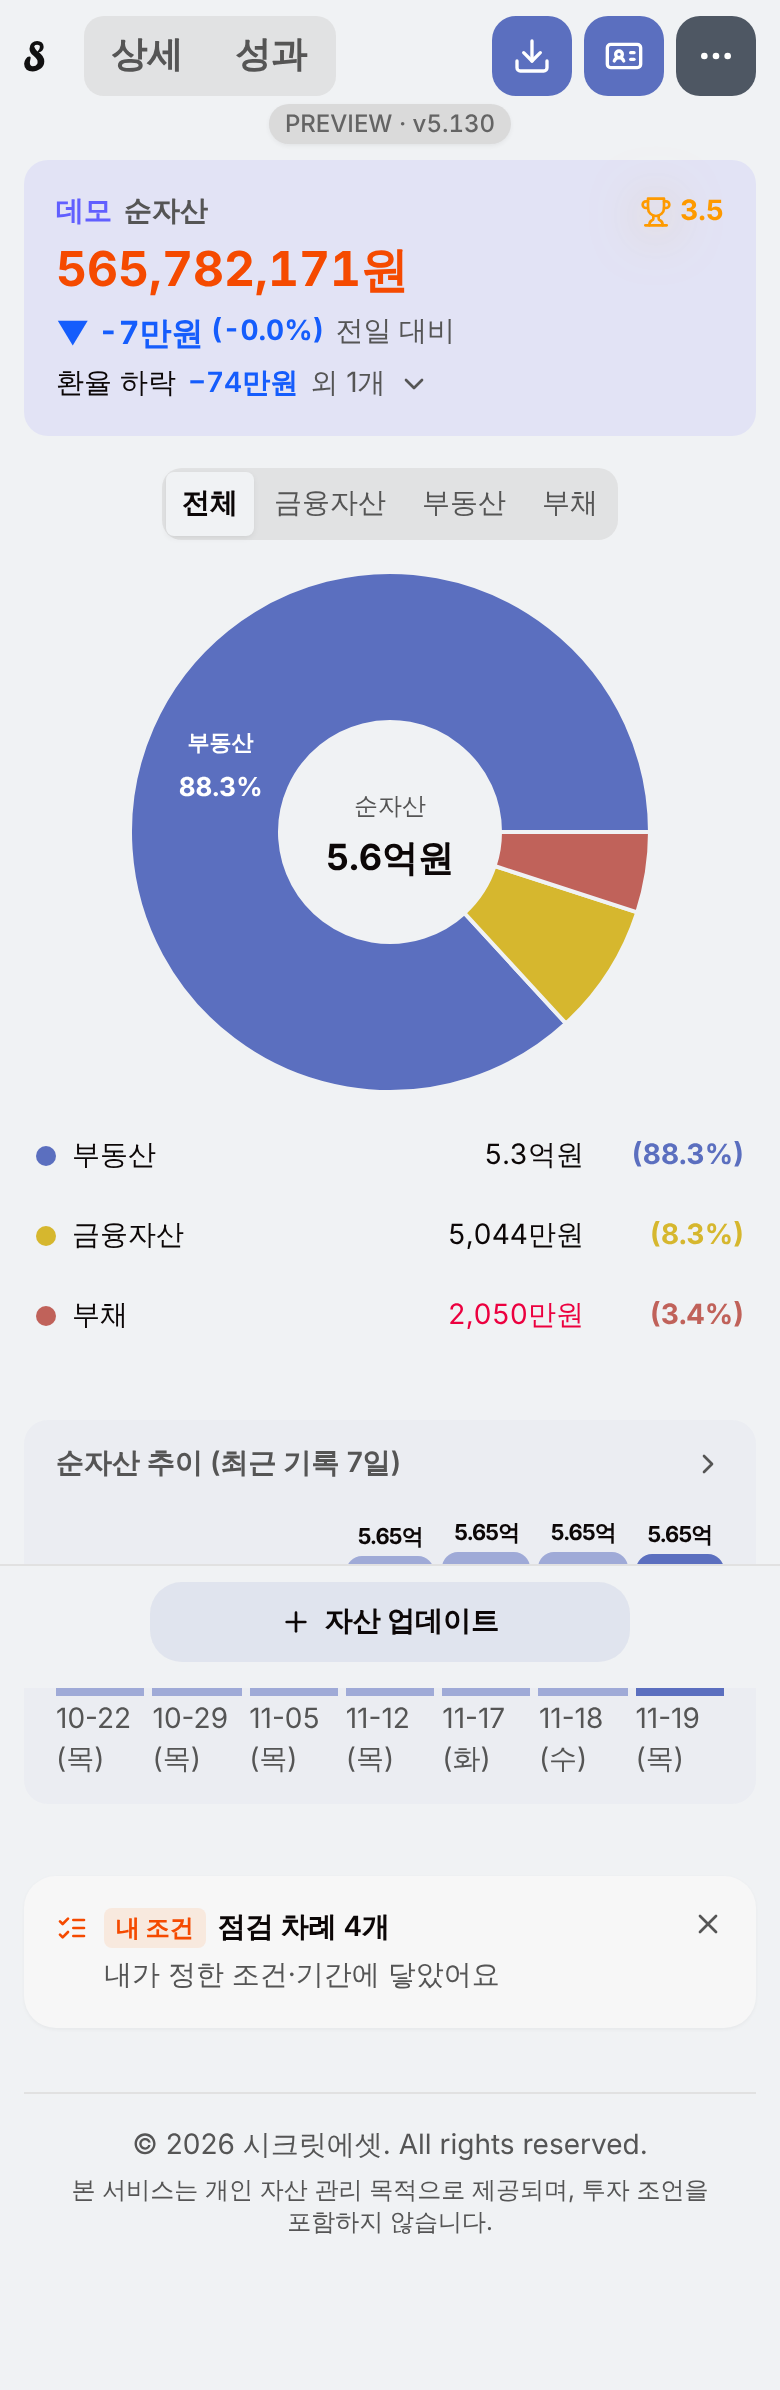 상세 성과
PREVIEW · v5.130
데모 순자산
3.5
565,782,171원
▼ -7만원 (-0.0%) 전일 대비
환율 하락 -74만원 외 1개
전체 금융자산 부동산 부채
부동산
88.3%
순자산
5.6억원
부동산 5.3억원 (88.3%)
금융자산 5,044만원 (8.3%)
부채 2,050만원 (3.4%)
순자산 추이 (최근 기록 7일)
5.65억 5.65억 5.65억 5.65억
+ 자산 업데이트
10-22 10-29 11-05 11-12 11-17 11-18 11-19
(목) (목) (목) (목) (화) (수) (목)
내 조건 점검 차례 4개
내가 정한 조건·기간에 닿았어요
© 2026 시크릿에셋. All rights reserved.
본 서비스는 개인 자산 관리 목적으로 제공되며, 투자 조언을
포함하지 않습니다.